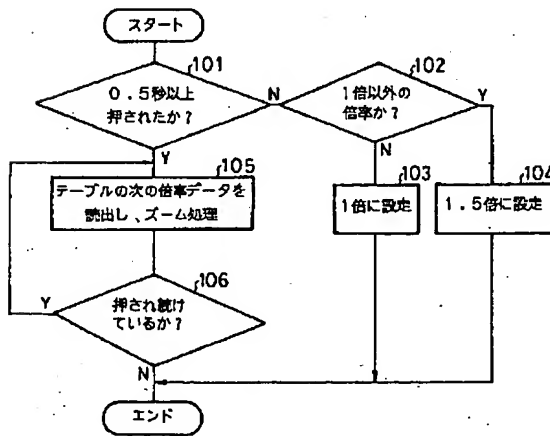 スタート
101
0.5秒以上
押されたか?
N
Y
102
1倍以外の
倍率か?
Y
N
103
1倍に設定
104
1.5倍に設定
105
テーブルの次の倍率データを
読出し、ズーム処理
106
押され続け
ているか?
Y
N
エンド